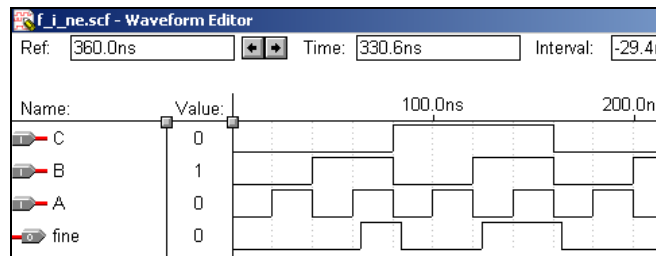 f_i_ne.scf - Waveform Editor
Ref: 360.0ns Time: 330.6ns Interval:
Name: Value: 100.0ns
C 0
B 1
A 0
fine 0